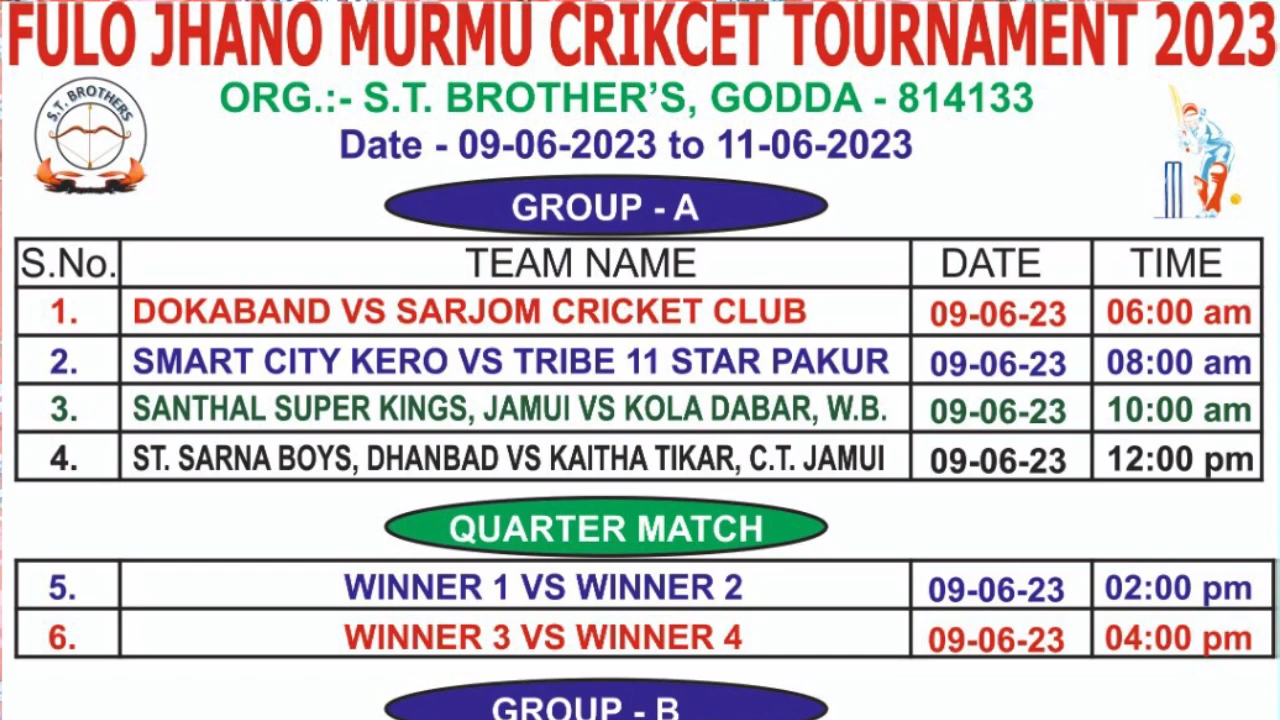 FULO JHANO MURMU CRIKCET TOURNAMENT 2023
S.T. BROTHERS
ORG.:- S.T. BROTHER'S, GODDA - 814133
Date - 09-06-2023 to 11-06-2023
GROUP - A
S.No. TEAM NAME DATE TIME
1. DOKABAND VS SARJOM CRICKET CLUB 09-06-23 06:00 am
2. SMART CITY KERO VS TRIBE 11 STAR PAKUR 09-06-23 08:00 am
3. SANTHAL SUPER KINGS, JAMUI VS KOLA DABAR, W.B. 09-06-23 10:00 am
4. ST. SARNA BOYS, DHANBAD VS KAITHA TIKAR, C.T. JAMUI 09-06-23 12:00 pm
QUARTER MATCH
5. WINNER 1 VS WINNER 2 09-06-23 02:00 pm
6. WINNER 3 VS WINNER 4 09-06-23 04:00 pm
GROUP - B